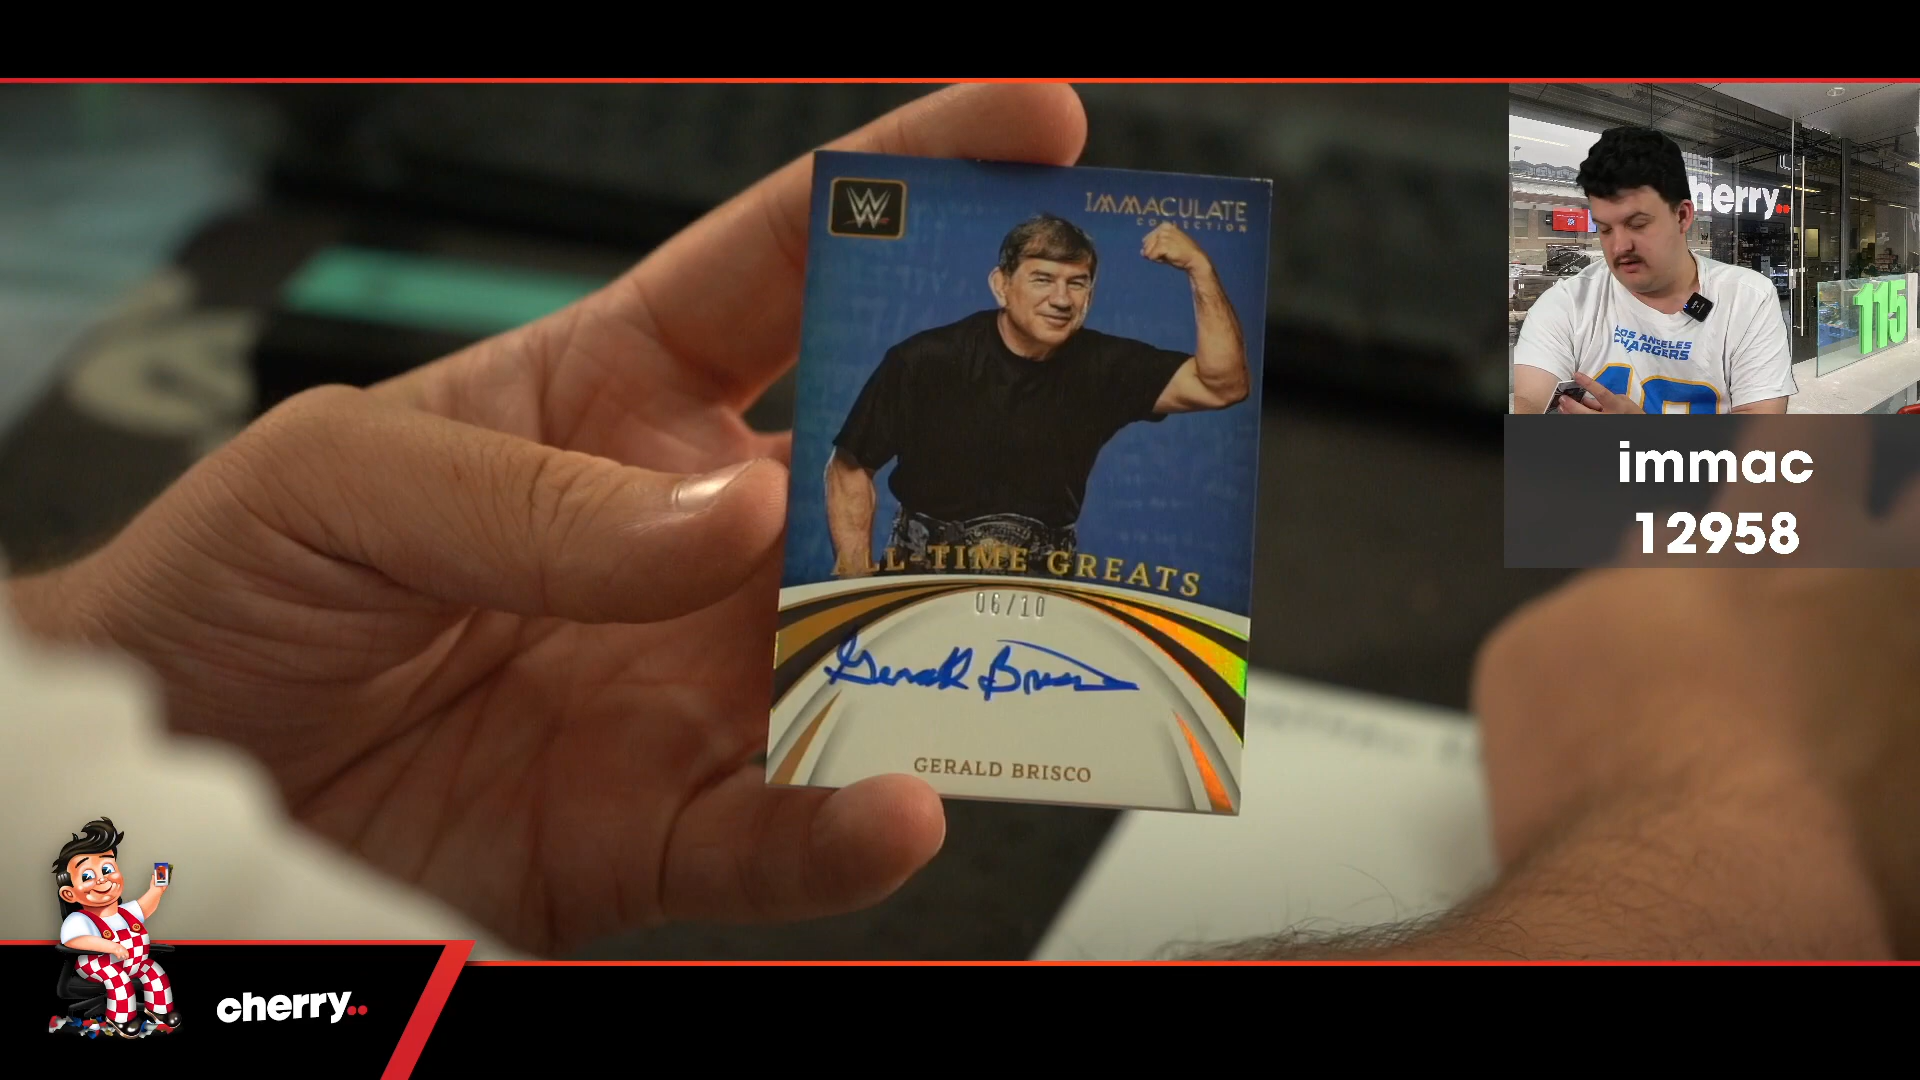 IMMACULATE
COLLECTION
ALL-TIME GREATS
06/10
Gerald Brisco
GERALD BRISCO
cherry..
LOS ANGELES
CHARGERS
115
immac
12958
cherry..